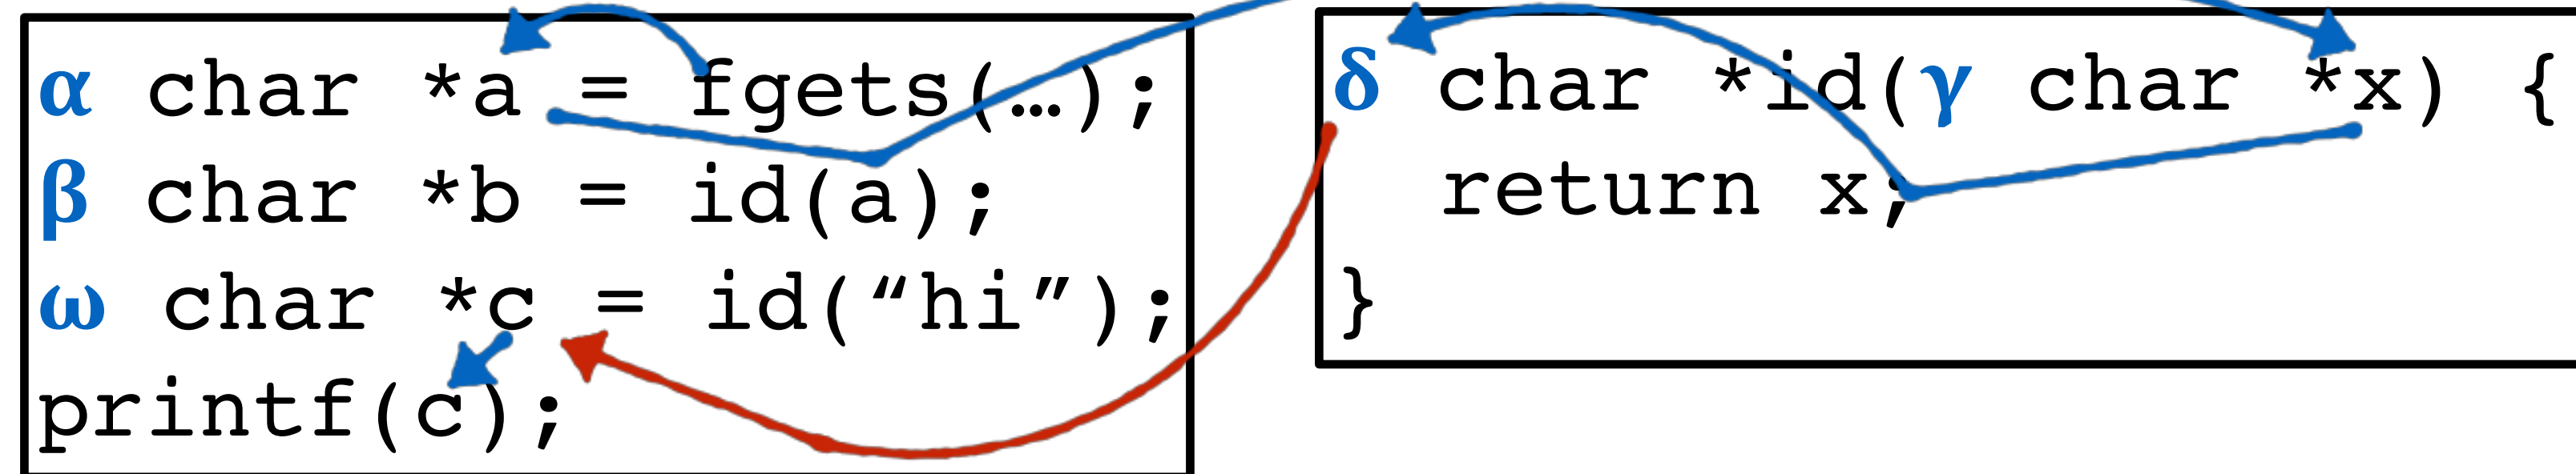 α char *a = fgets(…);
β char *b = id(a);
ω char *c = id(“hi”);
printf(c);
δ char *id(γ char *x) {
return x;
}